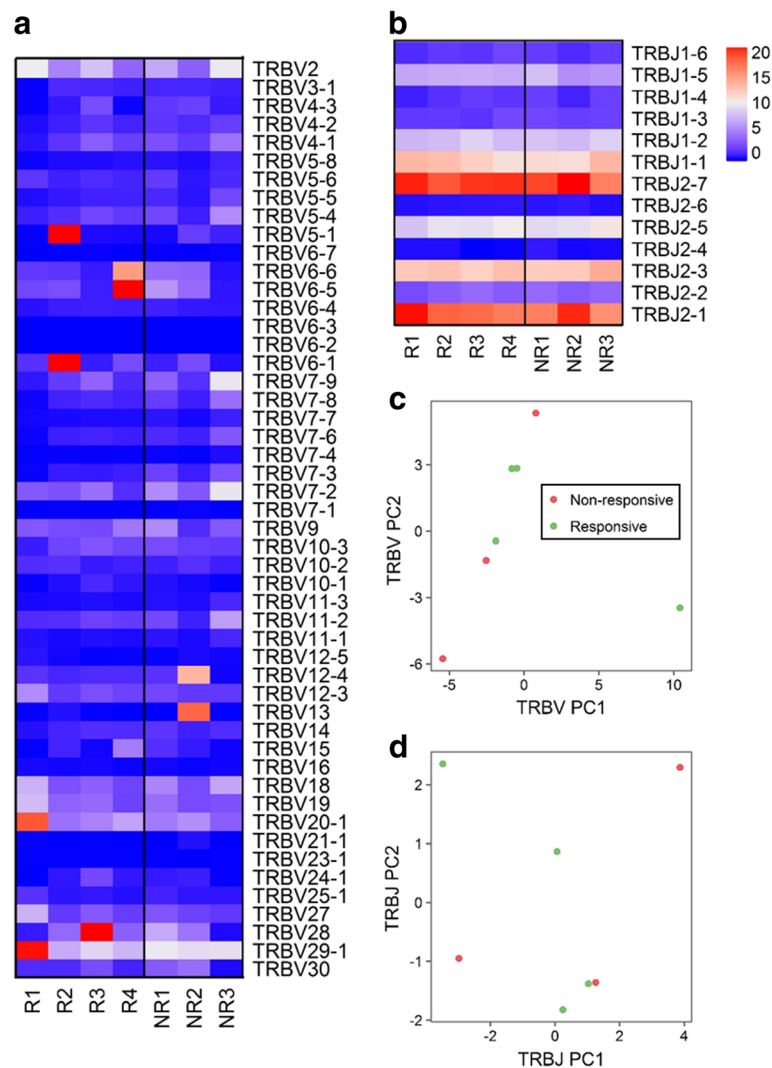 a
TRBV2
TRBV3-1
TRBV4-3
TRBV4-2
TRBV4-1
TRBV5-8
TRBV5-6
TRBV5-5
TRBV5-4
TRBV5-1
TRBV6-7
TRBV6-6
TRBV6-5
TRBV6-4
TRBV6-3
TRBV6-2
TRBV6-1
TRBV7-9
TRBV7-8
TRBV7-7
TRBV7-6
TRBV7-4
TRBV7-3
TRBV7-2
TRBV7-1
TRBV9
TRBV10-3
TRBV10-2
TRBV10-1
TRBV11-3
TRBV11-2
TRBV11-1
TRBV12-5
TRBV12-4
TRBV12-3
TRBV13
TRBV14
TRBV15
TRBV16
TRBV18
TRBV19
TRBV20-1
TRBV21-1
TRBV23-1
TRBV24-1
TRBV25-1
TRBV27
TRBV28
TRBV29-1
TRBV30
R1 R2 R3 R4 NR1 NR2 NR3
b
TRBJ1-6
TRBJ1-5
TRBJ1-4
TRBJ1-3
TRBJ1-2
TRBJ1-1
TRBJ2-7
TRBJ2-6
TRBJ2-5
TRBJ2-4
TRBJ2-3
TRBJ2-2
TRBJ2-1
R1 R2 R3 R4 NR1 NR2 NR3
20
15
10
5
0
c
TRBV PC2
3
0
-3
-6
Non-responsive
Responsive
-5 0 5 10
TRBV PC1
d
TRBJ PC2
2
1
0
-1
-2
-2 0 2 4
TRBJ PC1